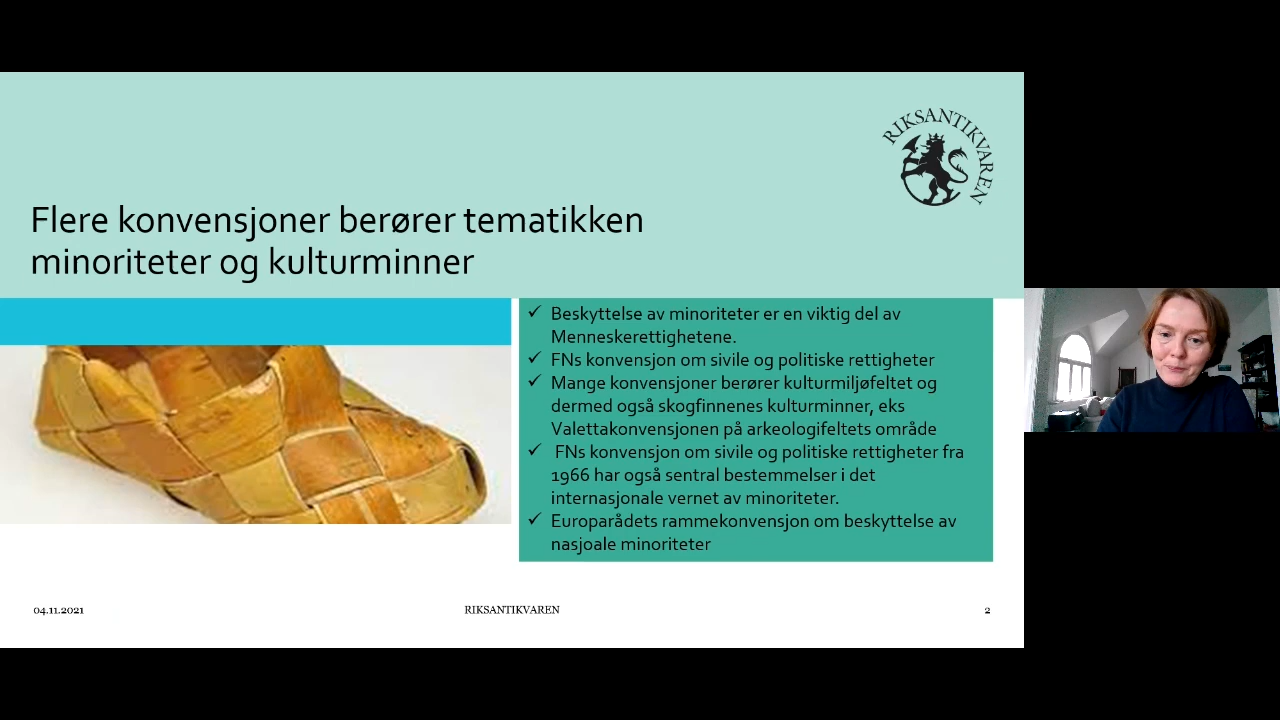 RIKSANTIKVAREN
Flere konvensjoner berører tematikken
minoriteter og kulturminner
✓ Beskyttelse av minoriteter er en viktig del av
Menneskerettighetene.
✓ FNs konvensjon om sivile og politiske rettigheter
✓ Mange konvensjoner berører kulturmiljøfeltet og
dermed også skogfinnenes kulturminner, eks
Valettakonvensjonen på arkeologifeltets område
✓ FNs konvensjon om sivile og politiske rettigheter fra
1966 har også sentral bestemmelser i det
internasjonale vernet av minoriteter.
✓ Europarådets rammekonvensjon om beskyttelse av
nasjoale minoriteter
04.11.2021
RIKSANTIKVAREN
2